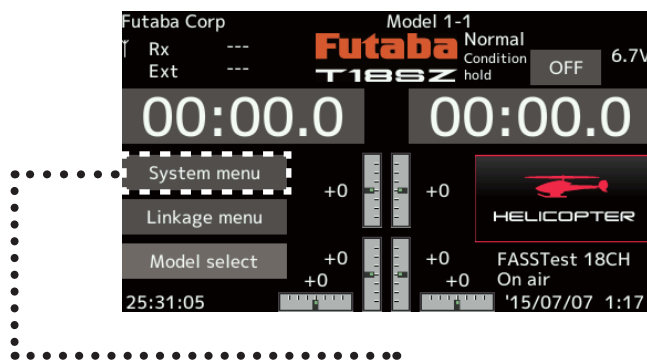 Futaba Corp
Model 1-1
Rx ---
Ext ---
Futaba
T18SZ
Normal
Condition
hold
OFF
6.7V
00:00.0
00:00.0
System menu
+0
+0
Linkage menu
HELICOPTER
Model select
+0
+0
+0
+0
FASSTest 18CH
On air
25:31:05
'15/07/07 1:17